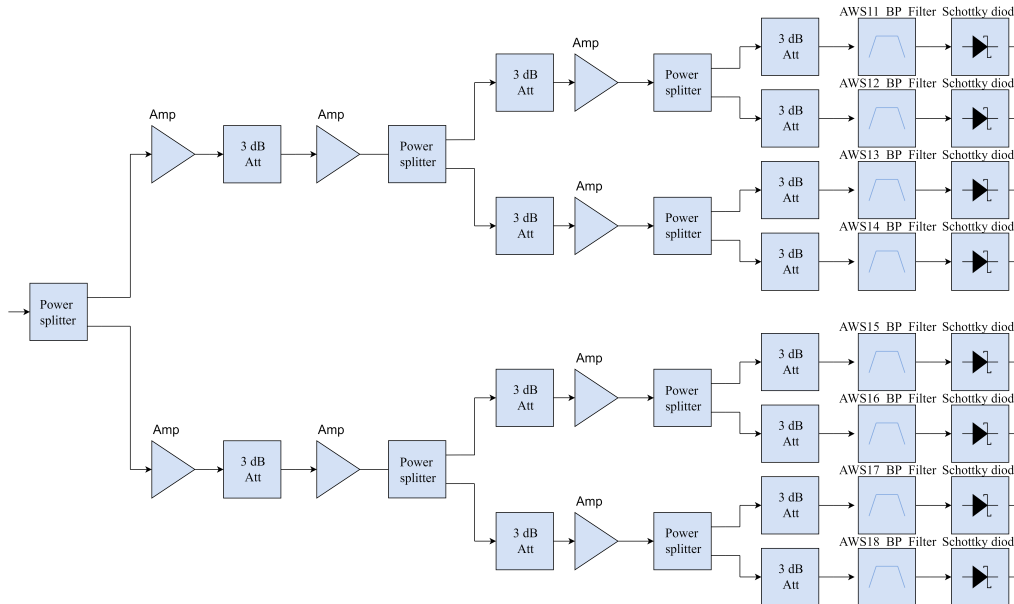 AWS11 BP Filter Schottky diod
3 dB
Att
Amp
3 dB
Att
Power
splitter
AWS12 BP Filter Schottky diod
3 dB
Att
Amp
3 dB
Att
Amp
Power
splitter
AWS13 BP Filter Schottky diod
3 dB
Att
Amp
3 dB
Att
Power
splitter
AWS14 BP Filter Schottky diod
3 dB
Att
Power
splitter
AWS15 BP Filter Schottky diod
3 dB
Att
Amp
3 dB
Att
Power
splitter
AWS16 BP Filter Schottky diod
3 dB
Att
Amp
3 dB
Att
Amp
Power
splitter
AWS17 BP Filter Schottky diod
3 dB
Att
Amp
3 dB
Att
Power
splitter
AWS18 BP Filter Schottky diod
3 dB
Att